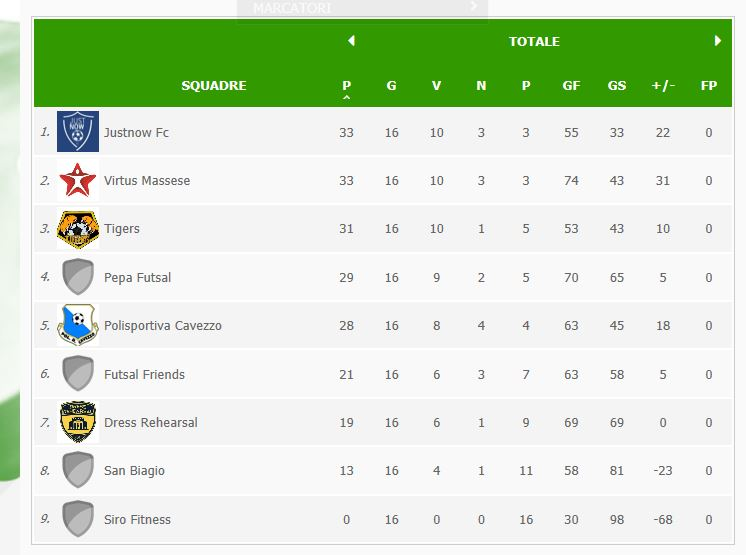 MARCATORI
TOTALE
SQUADRE P G V N P GF GS +/- FP
1. JUST NOW Justnow Fc 33 16 10 3 3 55 33 22 0
2. Virtus Massese 33 16 10 3 3 74 43 31 0
3. Tigers 31 16 10 1 5 53 43 10 0
4. Pepa Futsal 29 16 9 2 5 70 65 5 0
5. Polisportiva Cavezzo 28 16 8 4 4 63 45 18 0
6. Futsal Friends 21 16 6 3 7 63 58 5 0
7. Dress Rehearsal 19 16 6 1 9 69 69 0 0
8. San Biagio 13 16 4 1 11 58 81 -23 0
9. Siro Fitness 0 16 0 0 16 30 98 -68 0